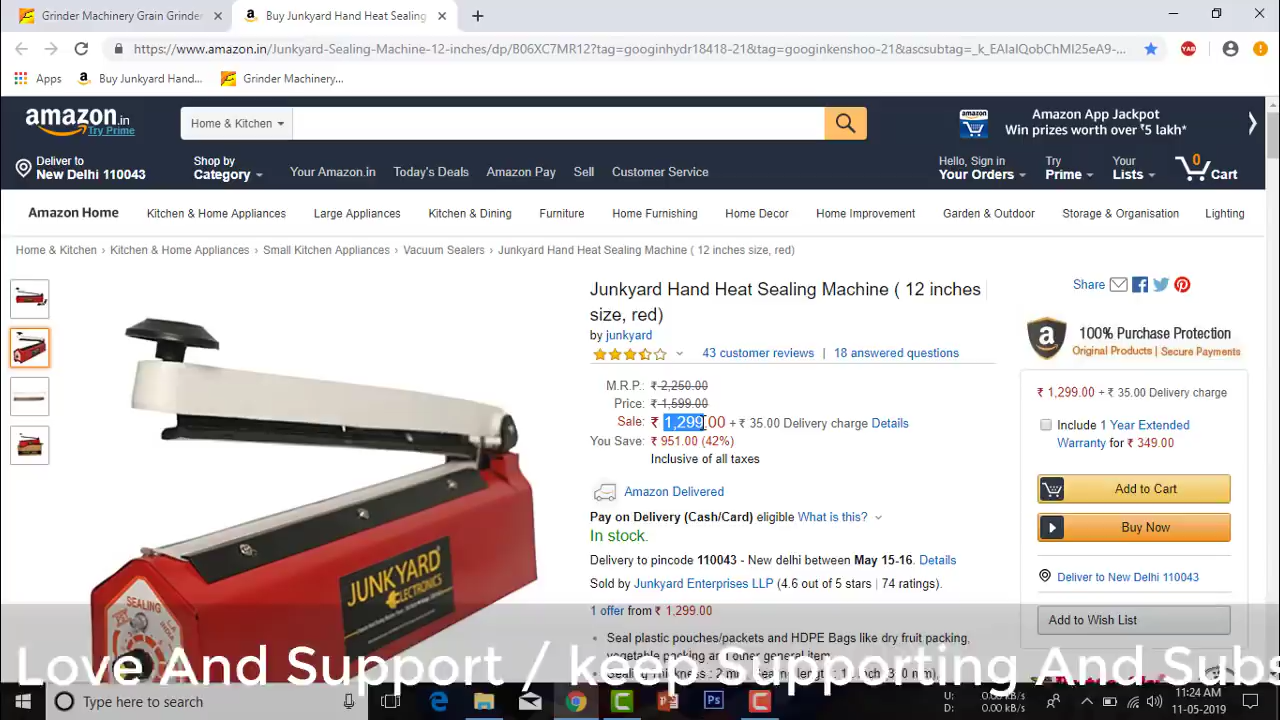 Grinder Machinery Grain Grinder
Buy Junkyard Hand Heat Sealing
https://www.amazon.in/Junkyard-Sealing-Machine-12-inches/dp/B06XC7MR12?tag=googinhydr18418-21&tag=googinkenshoo-21&ascsubtag=_k_EAIaIQobChMI25eA9-...
Apps
Buy Junkyard Hand...
Grinder Machinery...
amazon.in
Try Prime
Home & Kitchen
Amazon App Jackpot
Win prizes worth over ₹5 lakh*
Deliver to
New Delhi 110043
Shop by
Category
Your Amazon.in
Today's Deals
Amazon Pay
Sell
Customer Service
Hello, Sign in
Your Orders
Try
Prime
Your
Lists
0
Cart
Amazon Home
Kitchen & Home Appliances
Large Appliances
Kitchen & Dining
Furniture
Home Furnishing
Home Decor
Home Improvement
Garden & Outdoor
Storage & Organisation
Lighting
Home & Kitchen › Kitchen & Home Appliances › Small Kitchen Appliances › Vacuum Sealers › Junkyard Hand Heat Sealing Machine ( 12 inches size, red)
Junkyard Hand Heat Sealing Machine ( 12 inches
size, red)
by junkyard
43 customer reviews | 18 answered questions
M.R.P.: ₹ 2,250.00
Price: ₹ 1,599.00
Sale: ₹ 1,299.00 + ₹ 35.00 Delivery charge Details
You Save: ₹ 951.00 (42%)
Inclusive of all taxes
Amazon Delivered
Pay on Delivery (Cash/Card) eligible What is this?
In stock.
Delivery to pincode 110043 - New delhi between May 15-16. Details
Sold by Junkyard Enterprises LLP (4.6 out of 5 stars | 74 ratings).
1 offer from ₹ 1,299.00
Seal plastic pouches/packets and HDPE Bags like dry fruit packing,
vegetable packing and other general item
Share
100% Purchase Protection
Original Products | Secure Payments
₹ 1,299.00 + ₹ 35.00 Delivery charge
Include 1 Year Extended
Warranty for ₹ 349.00
Add to Cart
Buy Now
Deliver to New Delhi 110043
Add to Wish List
JUNKYARD
ELECTRONICS
SEALING
Love And Support / keep Supporting And Subs
Type here to search
U:
D:
0.00 kB/s
0.00 kB/s
11:24 AM
11-05-2019